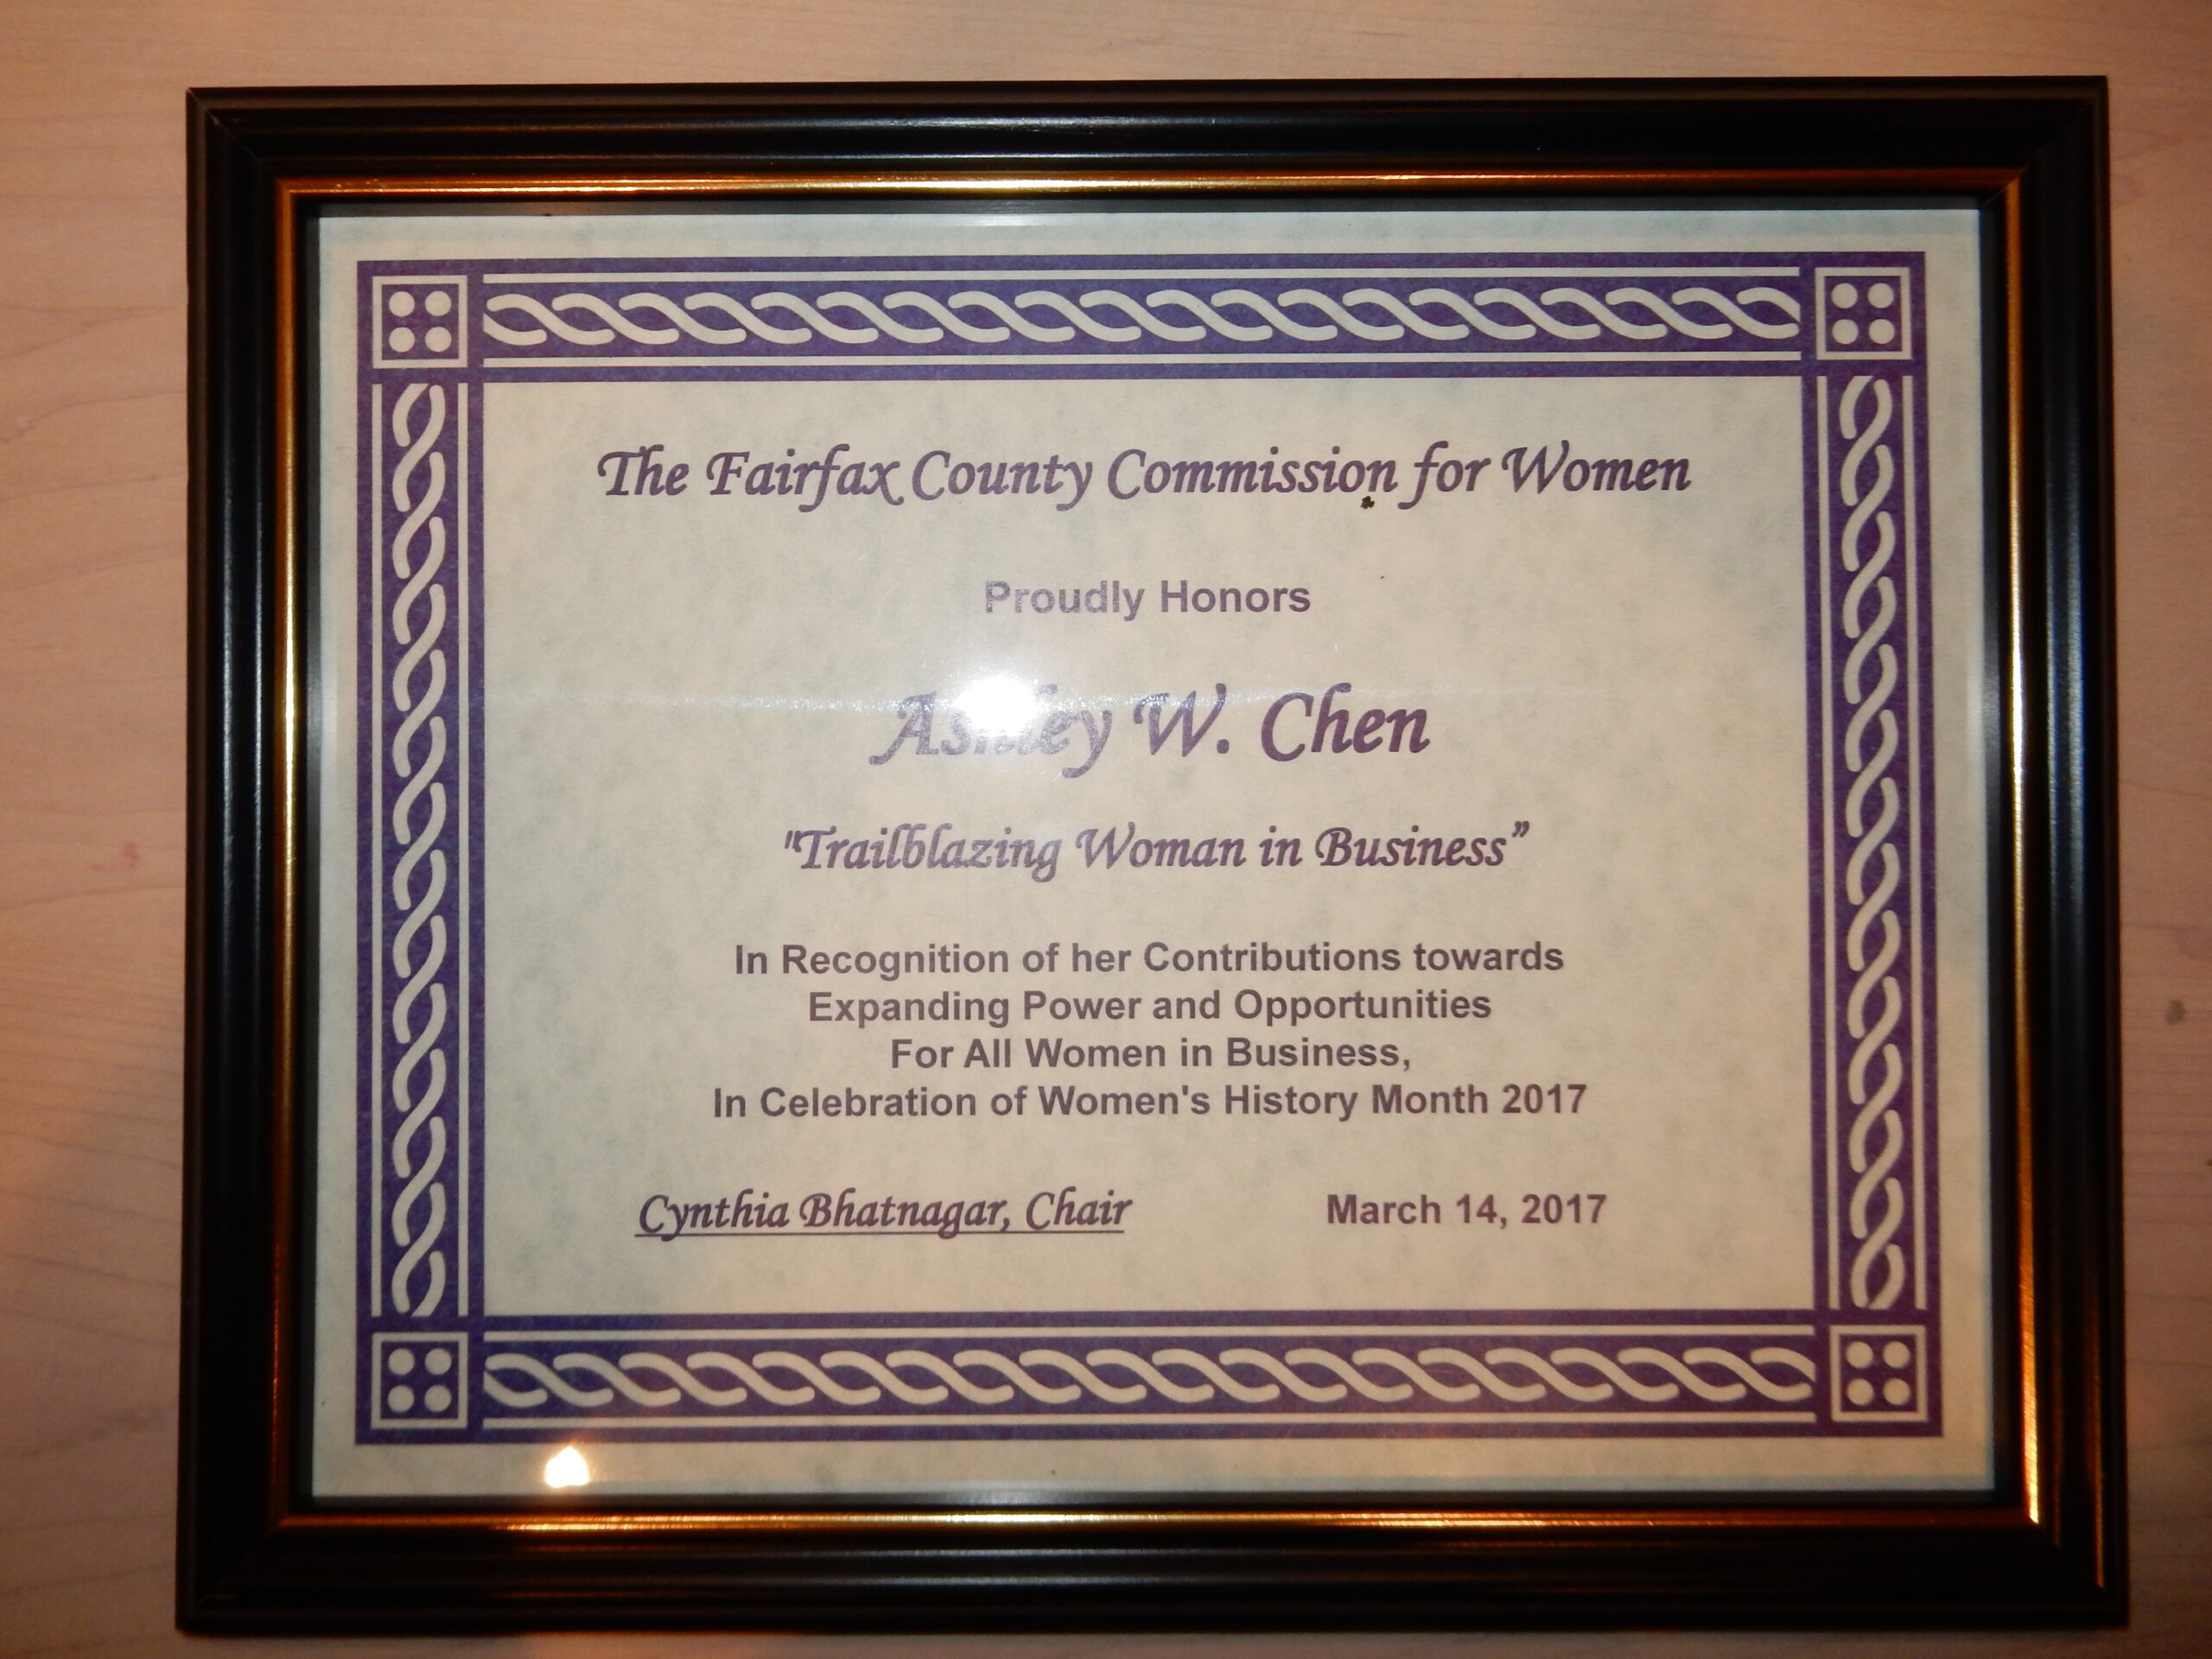 The Fairfax County Commission for Women
Proudly Honors
Ashley W. Chen
"Trailblazing Woman in Business”
In Recognition of her Contributions towards
Expanding Power and Opportunities
For All Women in Business,
In Celebration of Women's History Month 2017
Cynthia Bhatnagar, Chair March 14, 2017